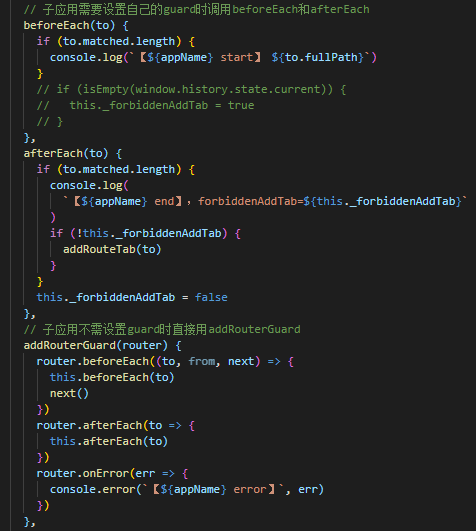 // 子应用需要设置自己的guard时调用beforeEach和afterEach
beforeEach(to) {
if (to.matched.length) {
console.log(`【${appName} start】 ${to.fullPath}`)
}
// if (isEmpty(window.history.state.current)) {
//   this._forbiddenAddTab = true
// }
},
afterEach(to) {
if (to.matched.length) {
console.log(
`【${appName} end】，forbiddenAddTab=${this._forbiddenAddTab}`
)
if (!this._forbiddenAddTab) {
addRouteTab(to)
}
}
this._forbiddenAddTab = false
},
// 子应用不需设置guard时直接用addRouterGuard
addRouterGuard(router) {
router.beforeEach((to, from, next) => {
this.beforeEach(to)
next()
})
router.afterEach(to => {
this.afterEach(to)
})
router.onError(err => {
console.error(`【${appName} error】`, err)
})
},